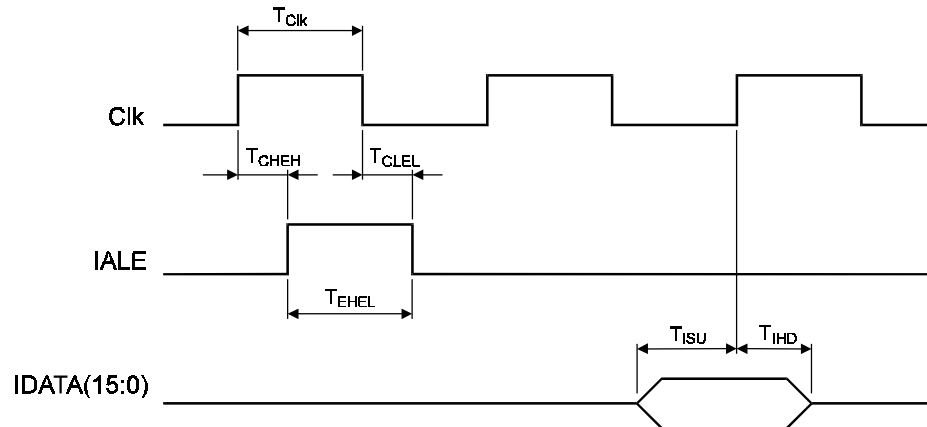 TClk
Clk
TCHEH TCLEL
IALE
TEHEL
TISU TIHD
IDATA(15:0)